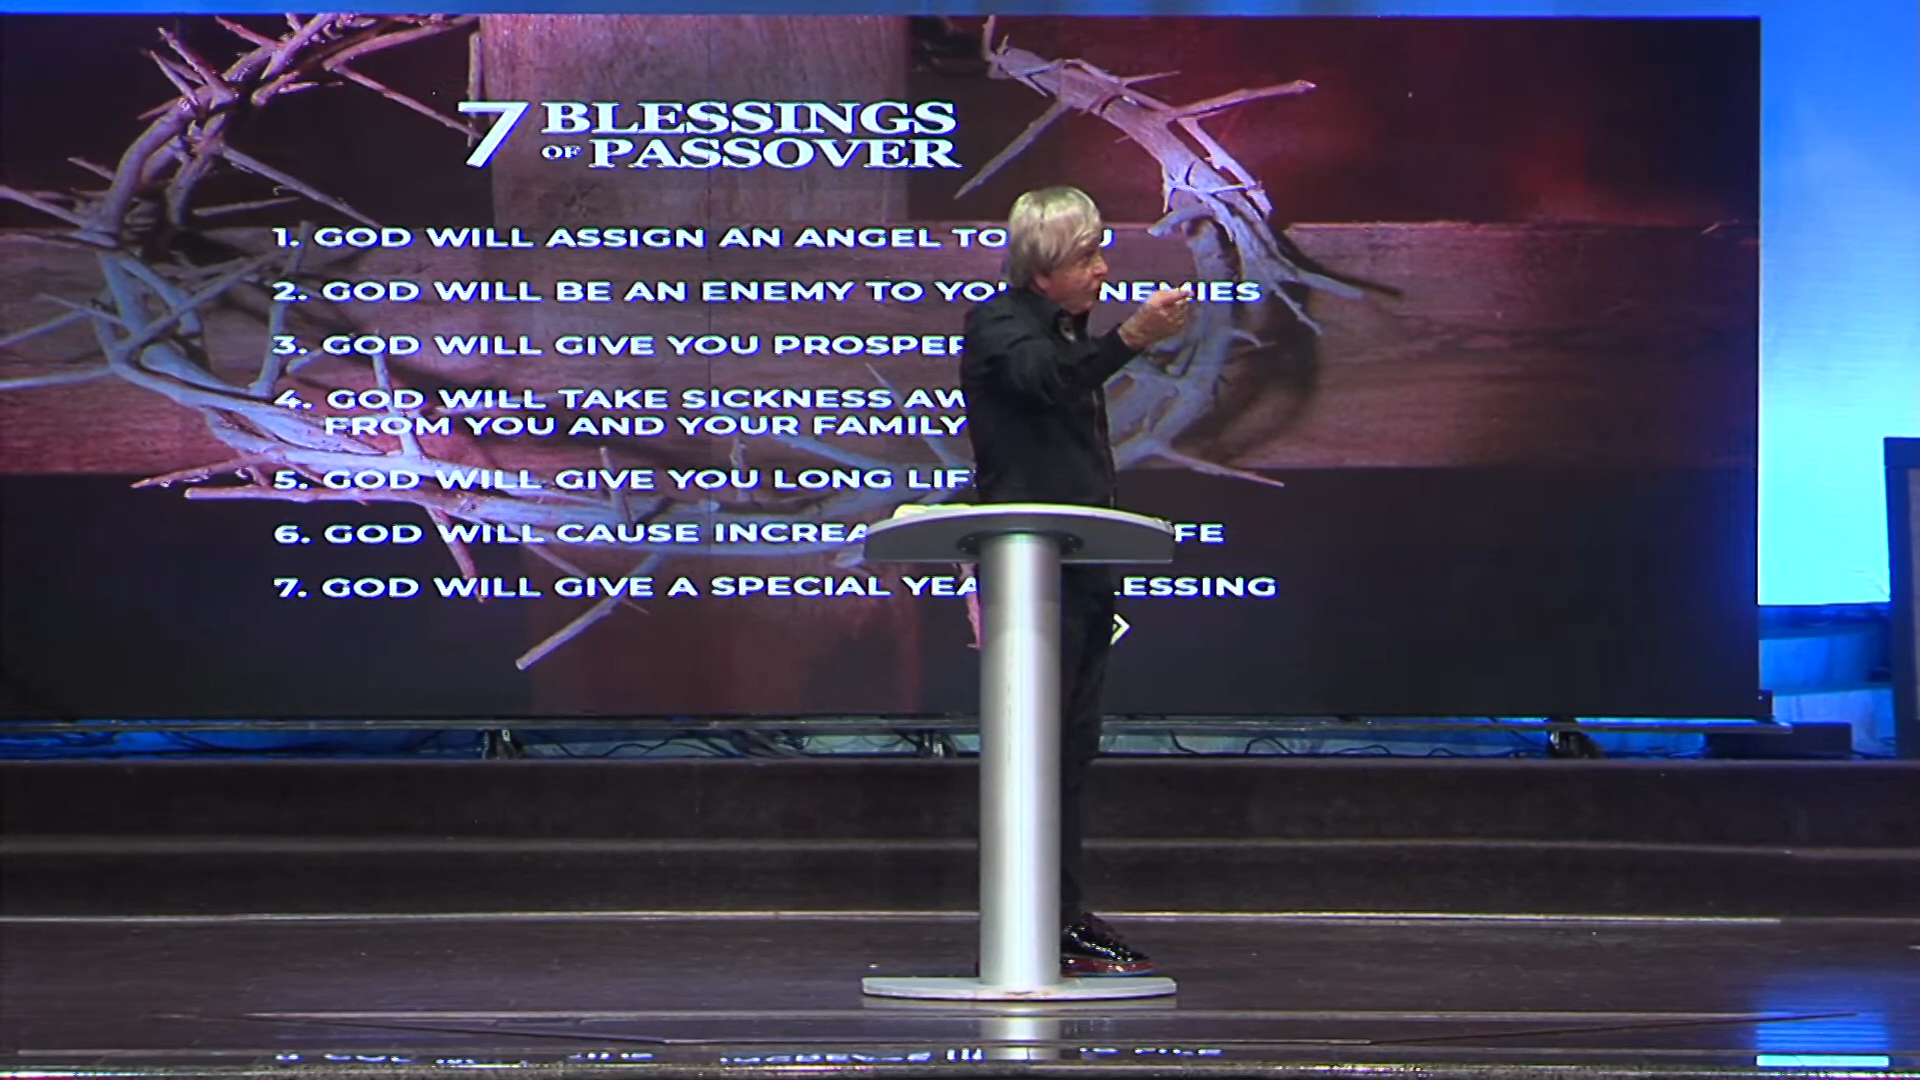 7 BLESSINGS
OF PASSOVER
1. GOD WILL ASSIGN AN ANGEL TO
2. GOD WILL BE AN ENEMY TO
3. GOD WILL GIVE YOU
4. GOD WILL TAKE SICKNESS
FROM YOU AND YOUR FAMILY
5. GOD WILL GIVE YOU LONG
6. GOD WILL CAUSE
7. GOD WILL GIVE A SPECIAL